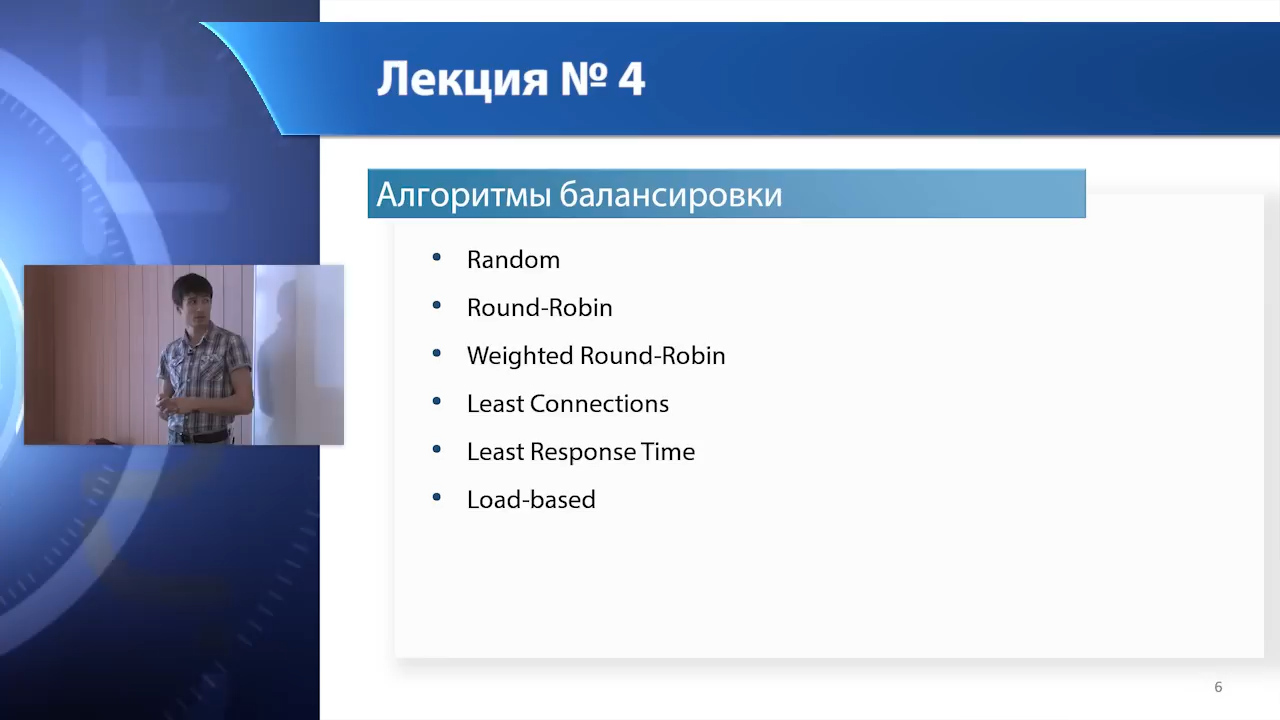 Лекция № 4
Алгоритмы балансировки
• Random
• Round-Robin
• Weighted Round-Robin
• Least Connections
• Least Response Time
• Load-based
6